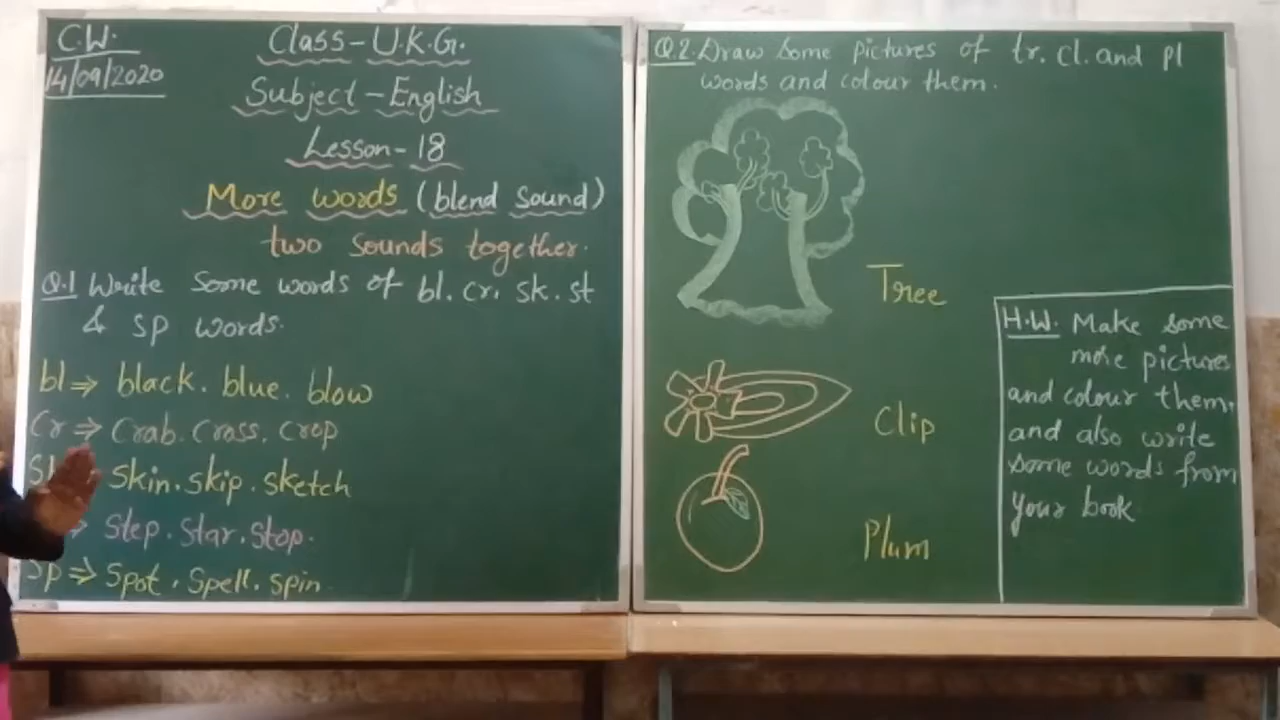 C.W.
14/09/2020
Class-U.K.G.
Subject-English
Lesson-18
More words (blend sound)
two sounds together.
Q.1 Write Some words of bl. cr. sk. st
& sp words.
bl⇒ black. blue. blow
Cr⇒ Crab. Cross. Crop
Skin. skip. sketch
Step. Star. Stop.
Sp⇒ Spot. Spell. Spin
Q.2. Draw Some pictures of tr. Cl. and pl
words and colour them.
Tree
Clip
Plum
H.W. Make some
more pictures
and colour them.
and also write
some words from
your book